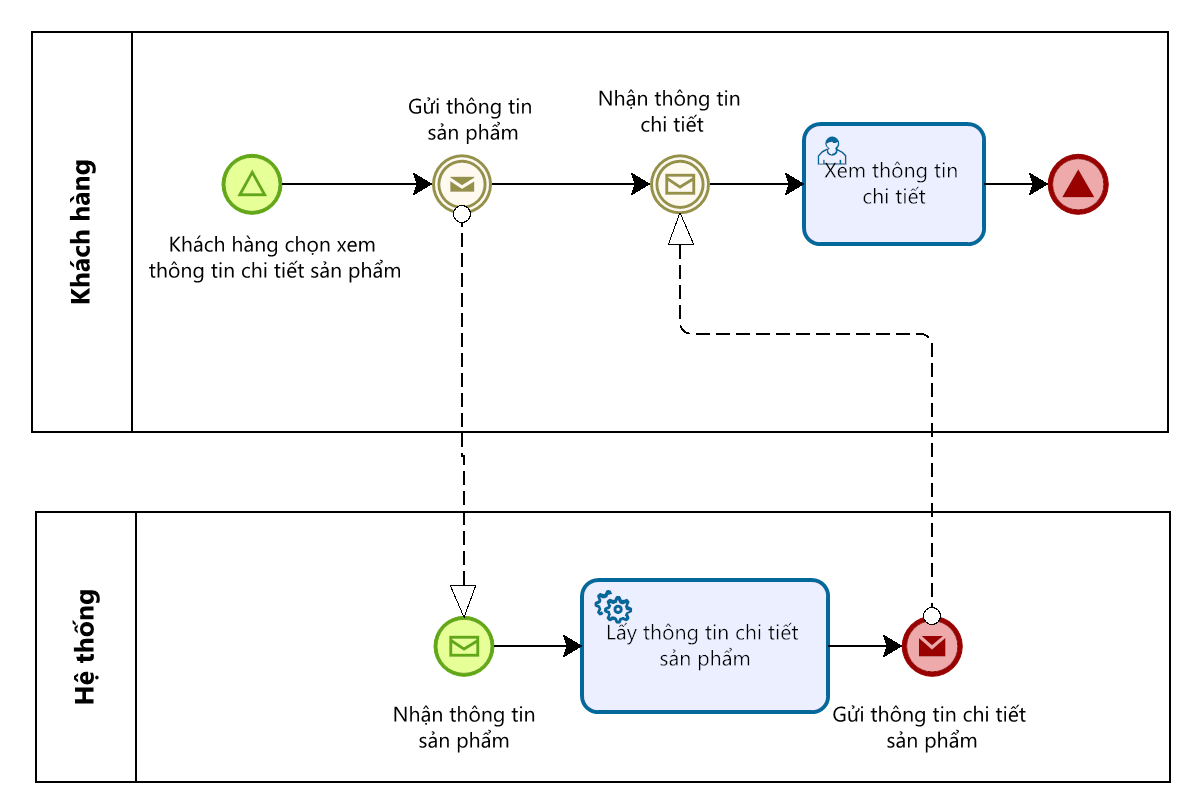 Khách hàng
Gửi thông tin
sản phẩm
Nhận thông tin
chi tiết
Xem thông tin
chi tiết
Khách hàng chọn xem
thông tin chi tiết sản phẩm
Hệ thống
Lấy thông tin chi tiết
sản phẩm
Nhận thông tin
sản phẩm
Gửi thông tin chi tiết
sản phẩm